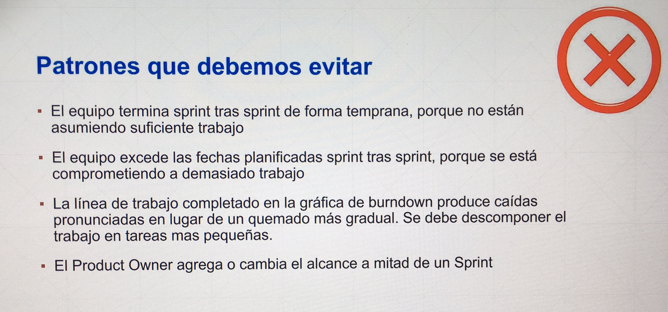 Patrones que debemos evitar
▪ El equipo termina sprint tras sprint de forma temprana, porque no están
asumiendo suficiente trabajo
▪ El equipo excede las fechas planificadas sprint tras sprint, porque se está
comprometiendo a demasiado trabajo
▪ La línea de trabajo completado en la gráfica de burndown produce caídas
pronunciadas en lugar de un quemado más gradual. Se debe descomponer el
trabajo en tareas mas pequeñas.
▪ El Product Owner agrega o cambia el alcance a mitad de un Sprint